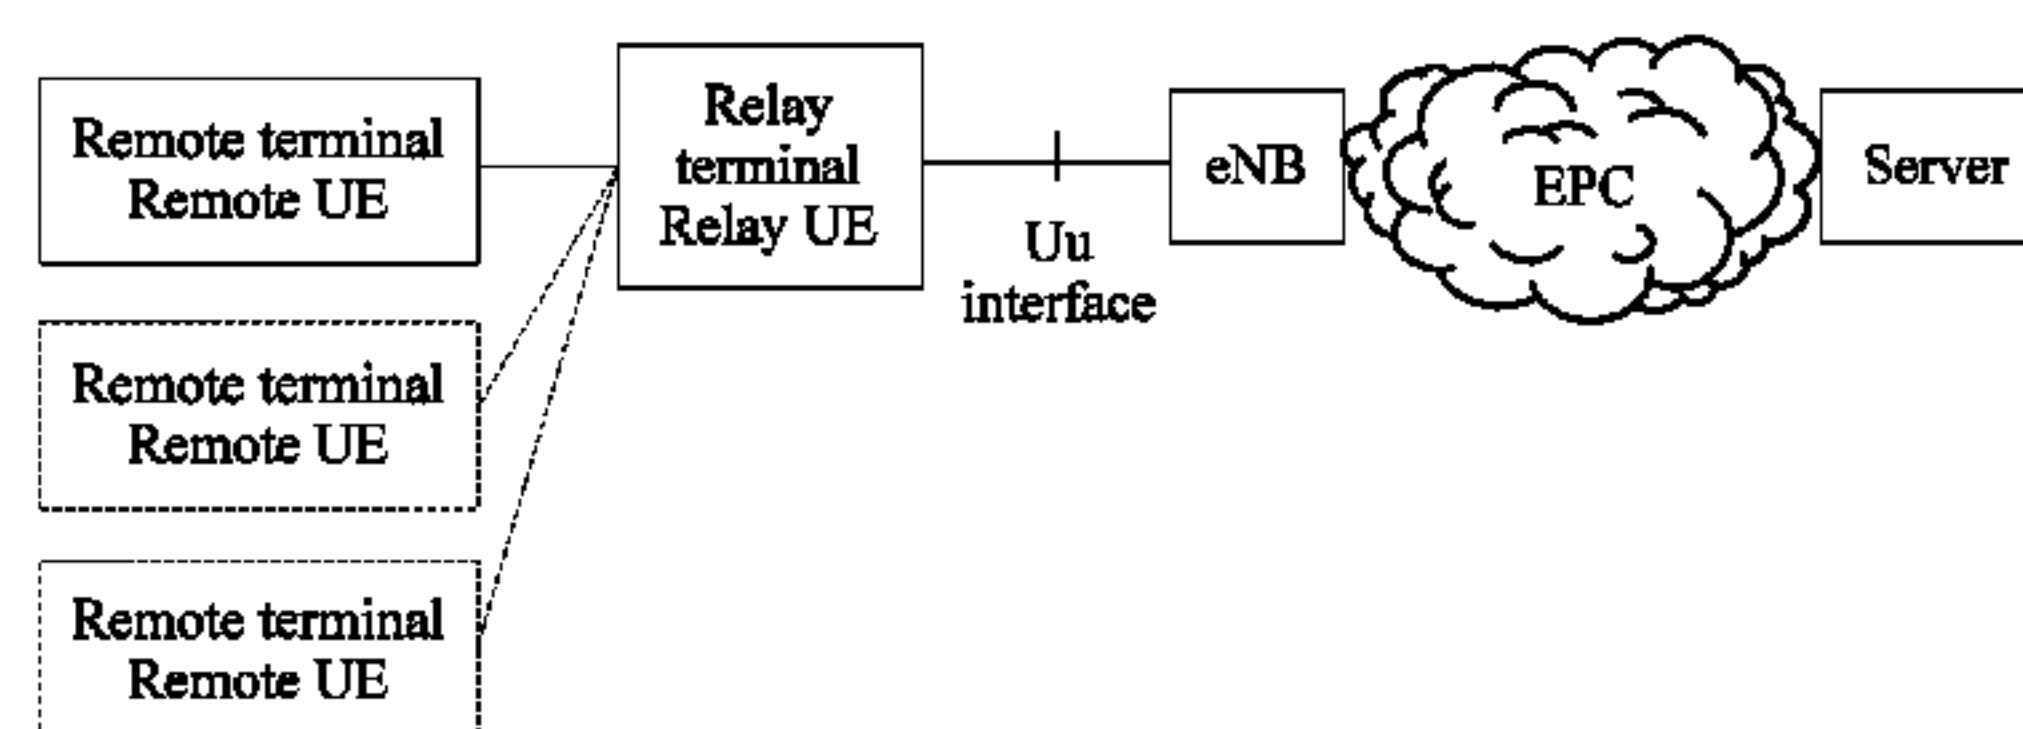 Remote terminal
Remote UE
Relay
terminal
Relay UE
Uu
interface
eNB
EPC
Server
Remote terminal
Remote UE
Remote terminal
Remote UE